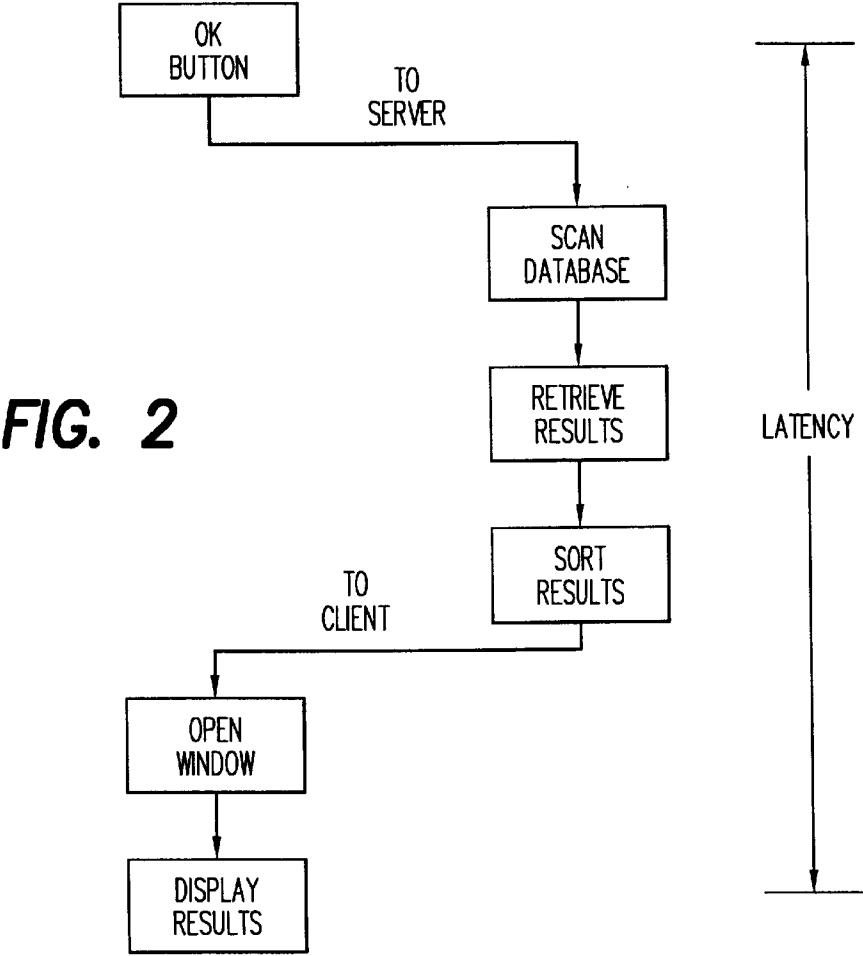 OK
BUTTON
TO
SERVER
SCAN
DATABASE
RETRIEVE
RESULTS
FIG. 2
LATENCY
SORT
RESULTS
TO
CLIENT
OPEN
WINDOW
DISPLAY
RESULTS